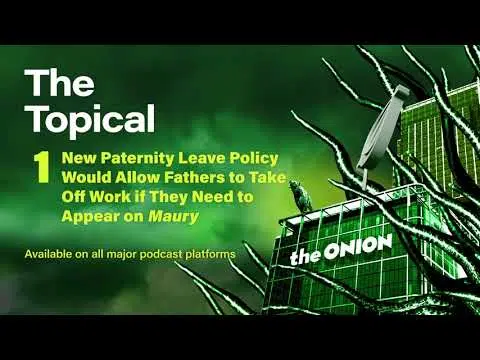 The
Topical
1 New Paternity Leave Policy
Would Allow Fathers to Take
Off Work if They Need to
Appear on Maury
Available on all major podcast platforms
the ONION